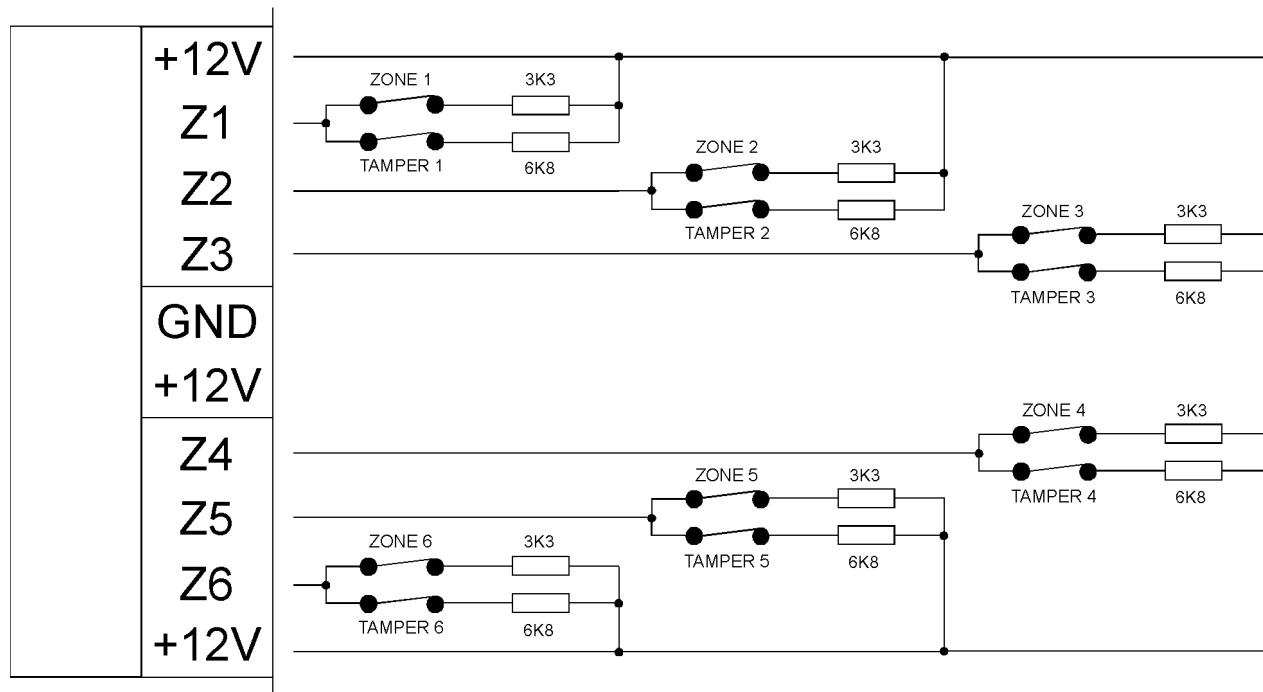 +12V
Z1
Z2
Z3
GND
+12V
Z4
Z5
Z6
+12V
ZONE 1 3K3
TAMPER 1 6K8
ZONE 2 3K3
TAMPER 2 6K8
ZONE 3 3K3
TAMPER 3 6K8
ZONE 4 3K3
TAMPER 4 6K8
ZONE 5 3K3
TAMPER 5 6K8
ZONE 6 3K3
TAMPER 6 6K8